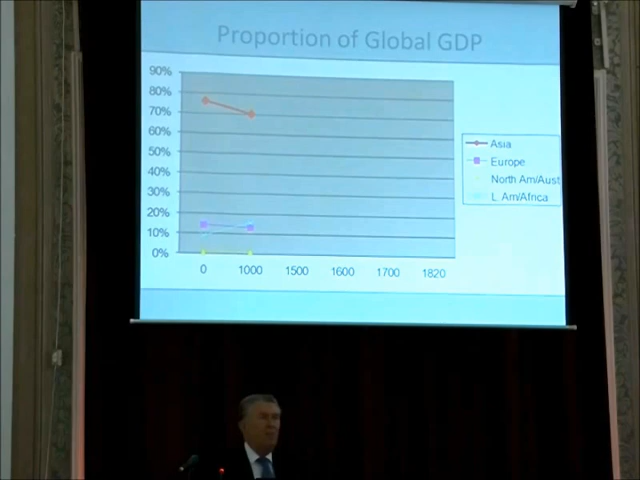 Proportion of Global GDP
90%
80%
70%
60%
50%
40%
30%
20%
10%
0%
0 1000 1500 1600 1700 1820
Asia
Europe
North Am/Aust
L. Am/Africa